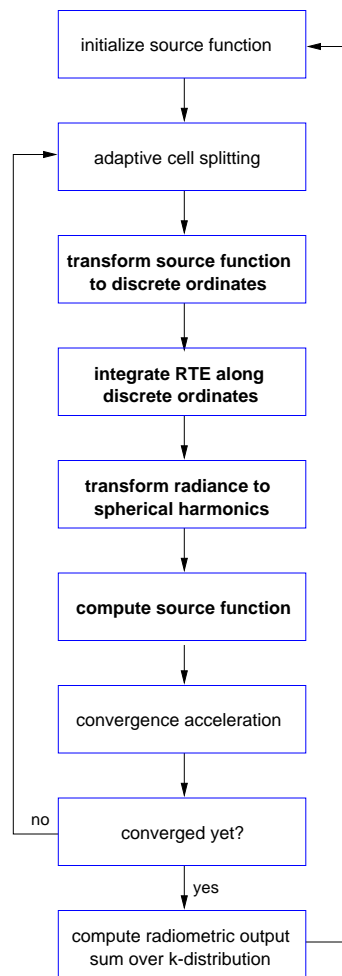 initialize source function
adaptive cell splitting
transform source function
to discrete ordinates
integrate RTE along
discrete ordinates
transform radiance to
spherical harmonics
compute source function
convergence acceleration
no
converged yet?
yes
compute radiometric output
sum over k-distribution